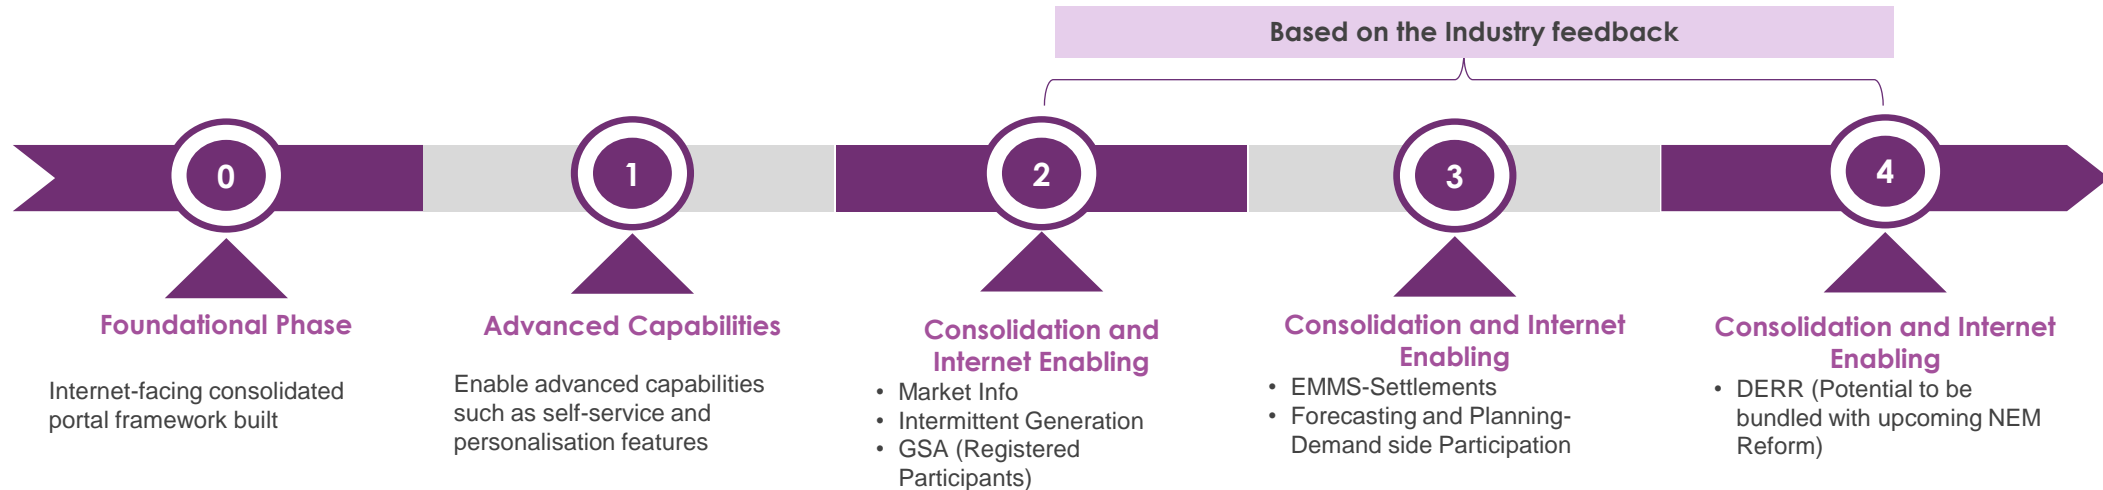 Based on the Industry feedback
0
1
2
3
4
Foundational Phase
Internet-facing consolidated
portal framework built
Advanced Capabilities
Enable advanced capabilities
such as self-service and
personalisation features
Consolidation and
Internet Enabling
• Market Info
• Intermittent Generation
• GSA (Registered
Participants)
Consolidation and Internet
Enabling
• EMMS-Settlements
• Forecasting and Planning-
Demand side Participation
Consolidation and Internet
Enabling
• DERR (Potential to be
bundled with upcoming NEM
Reform)